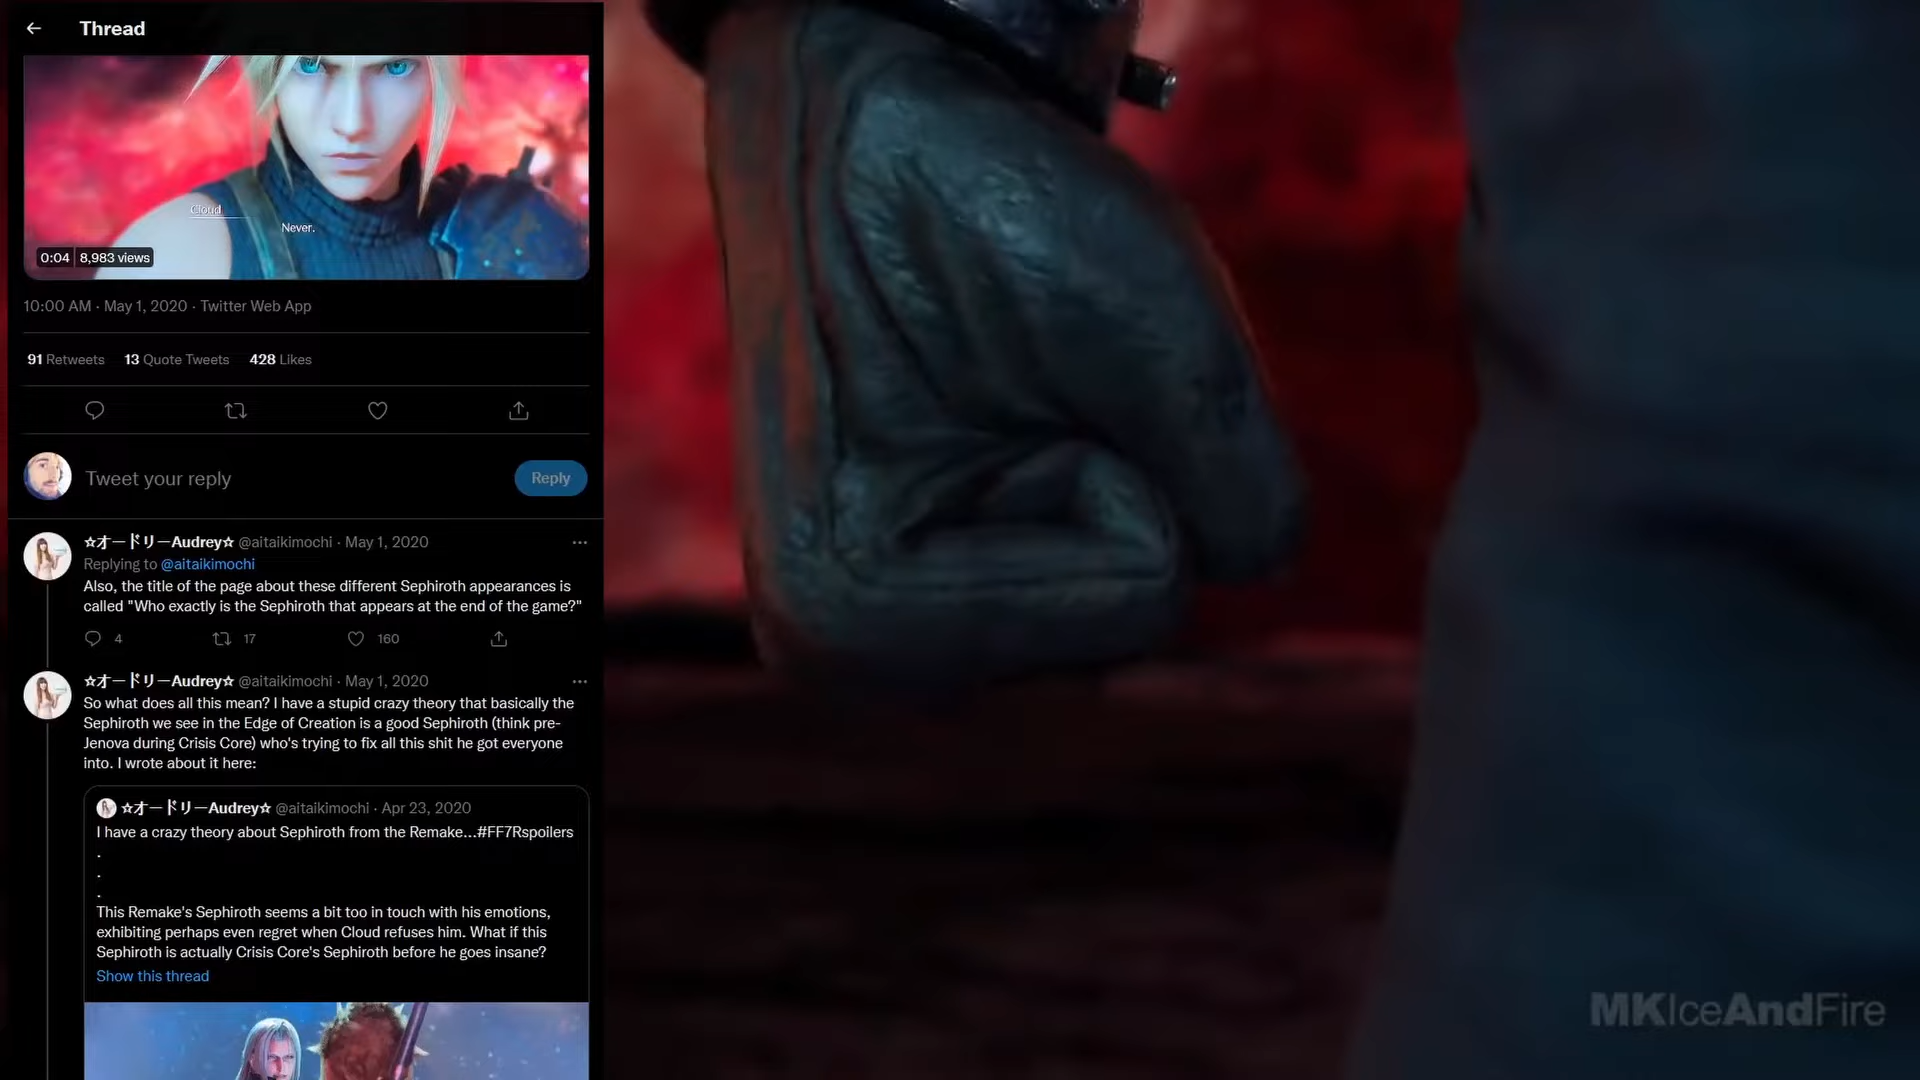 Thread
Cloud
Never.
0:04 8,983 views
10:00 AM · May 1, 2020 · Twitter Web App
91 Retweets 13 Quote Tweets 428 Likes
Tweet your reply
Reply
☆オードリーAudrey☆ @aitaikimochi · May 1, 2020
Replying to @aitaikimochi
Also, the title of the page about these different Sephiroth appearances is
called "Who exactly is the Sephiroth that appears at the end of the game?"
4 17 160
☆オードリーAudrey☆ @aitaikimochi · May 1, 2020
So what does all this mean? I have a stupid crazy theory that basically the
Sephiroth we see in the Edge of Creation is a good Sephiroth (think pre-
Jenova during Crisis Core) who's trying to fix all this shit he got everyone
into. I wrote about it here:
☆オードリーAudrey☆ @aitaikimochi · Apr 23, 2020
I have a crazy theory about Sephiroth from the Remake...#FF7Rspoilers
.
.
.
This Remake's Sephiroth seems a bit too in touch with his emotions,
exhibiting perhaps even regret when Cloud refuses him. What if this
Sephiroth is actually Crisis Core's Sephiroth before he goes insane?
Show this thread
MKIceAndFire